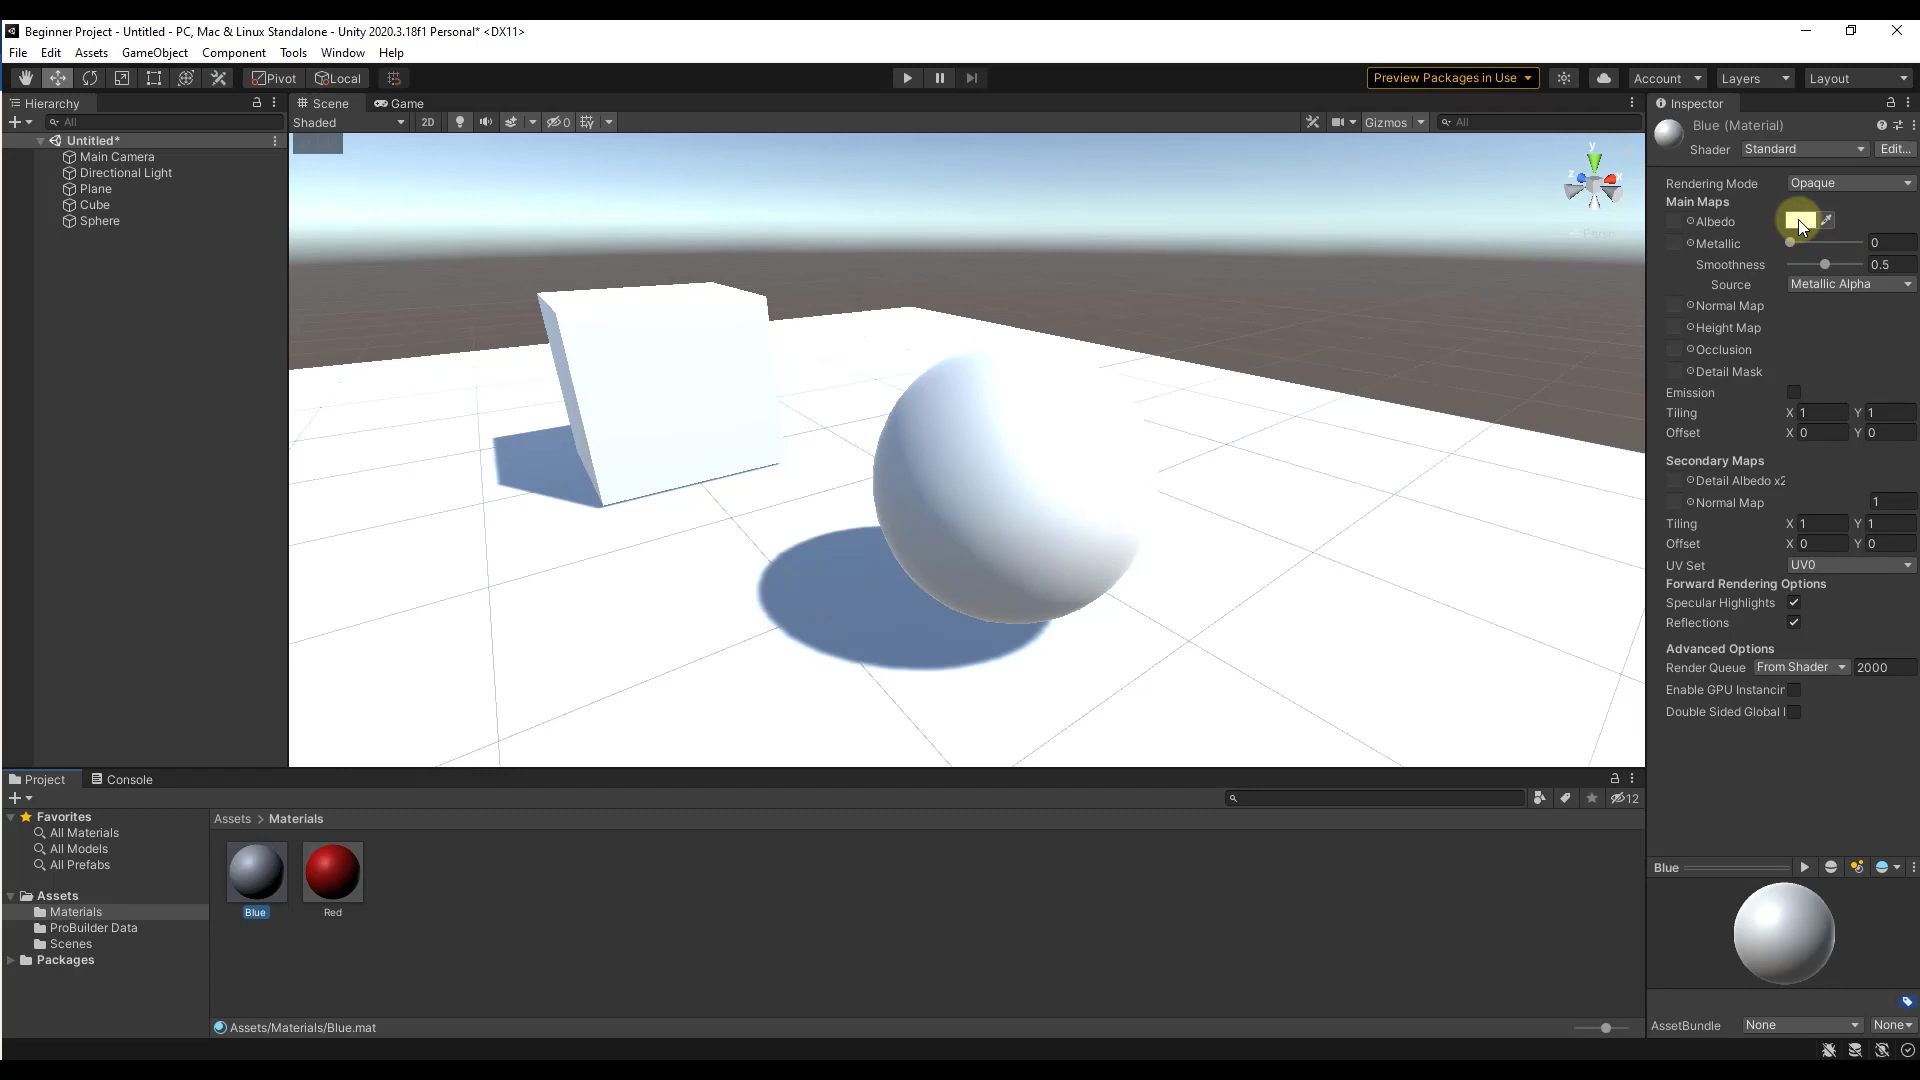 Beginner Project - Untitled - PC, Mac & Linux Standalone - Unity 2020.3.18f1 Personal* <DX11>
File Edit Assets GameObject Component Tools Window Help
Pivot Local Preview Packages in Use Account Layers Layout
Hierarchy
All
Untitled*
Main Camera
Directional Light
Plane
Cube
Sphere
Scene Game
Shaded 2D 0 Gizmos All
y
z x
Persp
Inspector
Blue (Material)
Shader Standard Edit...
Rendering Mode Opaque
Main Maps
Albedo
Metallic 0
Smoothness 0.5
Source Metallic Alpha
Normal Map
Height Map
Occlusion
Detail Mask
Emission
Tiling X 1 Y 1
Offset X 0 Y 0
Secondary Maps
Detail Albedo x2
Normal Map 1
Tiling X 1 Y 1
Offset X 0 Y 0
UV Set UV0
Forward Rendering Options
Specular Highlights
Reflections
Advanced Options
Render Queue From Shader 2000
Enable GPU Instancin
Double Sided Global I
Project Console
12
Favorites
All Materials
All Models
All Prefabs
Assets
Materials
ProBuilder Data
Scenes
Packages
Assets > Materials
Blue Red
Assets/Materials/Blue.mat
Blue
AssetBundle None None